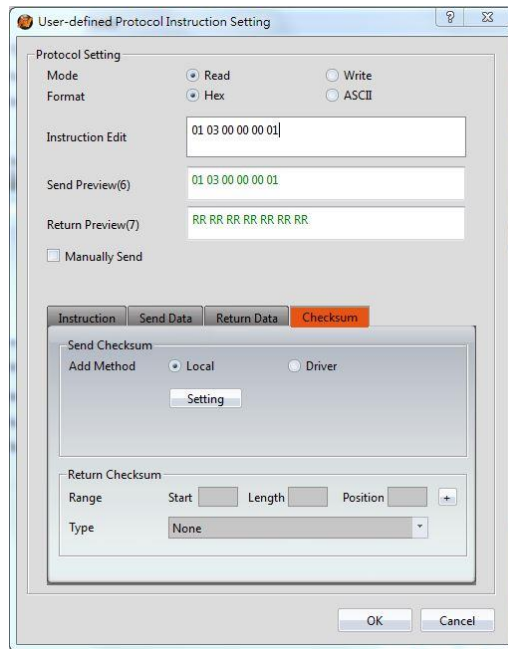 User-defined Protocol Instruction Setting
Protocol Setting
Mode Read Write
Format Hex ASCII
Instruction Edit 01 03 00 00 00 01
Send Preview(6) 01 03 00 00 00 01
Return Preview(7) RR RR RR RR RR RR RR
Manually Send
Instruction Send Data Return Data Checksum
Send Checksum
Add Method Local Driver
Setting
Return Checksum
Range Start Length Position +
Type None
OK Cancel